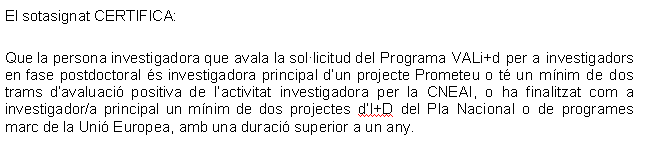 El sotasignat CERTIFICA:
Que la persona investigadora que avala la sol·licitud del Programa VALi+d per a investigadors
en fase postdoctoral és investigadora principal d'un projecte Prometeu o té un mínim de dos
trams d'avaluació positiva de l'activitat investigadora per la CNEAI, o ha finalitzat com a
investigador/a principal un mínim de dos projectes d'I+D del Pla Nacional o de programes
marc de la Unió Europea, amb una duració superior a un any.